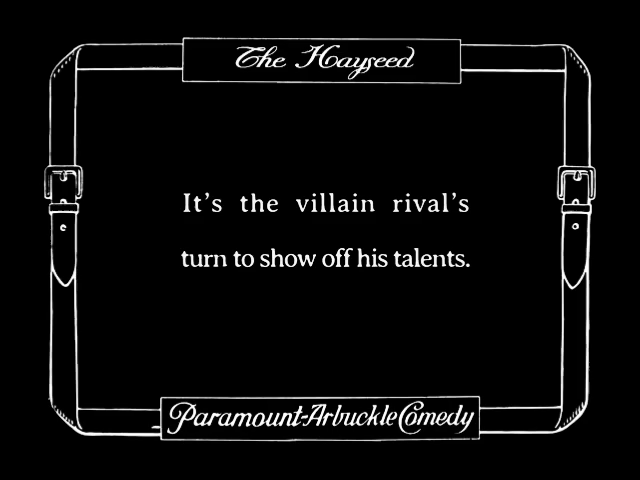 The Hayseed
It's the villain rival's
turn to show off his talents.
Paramount-Arbuckle Comedy